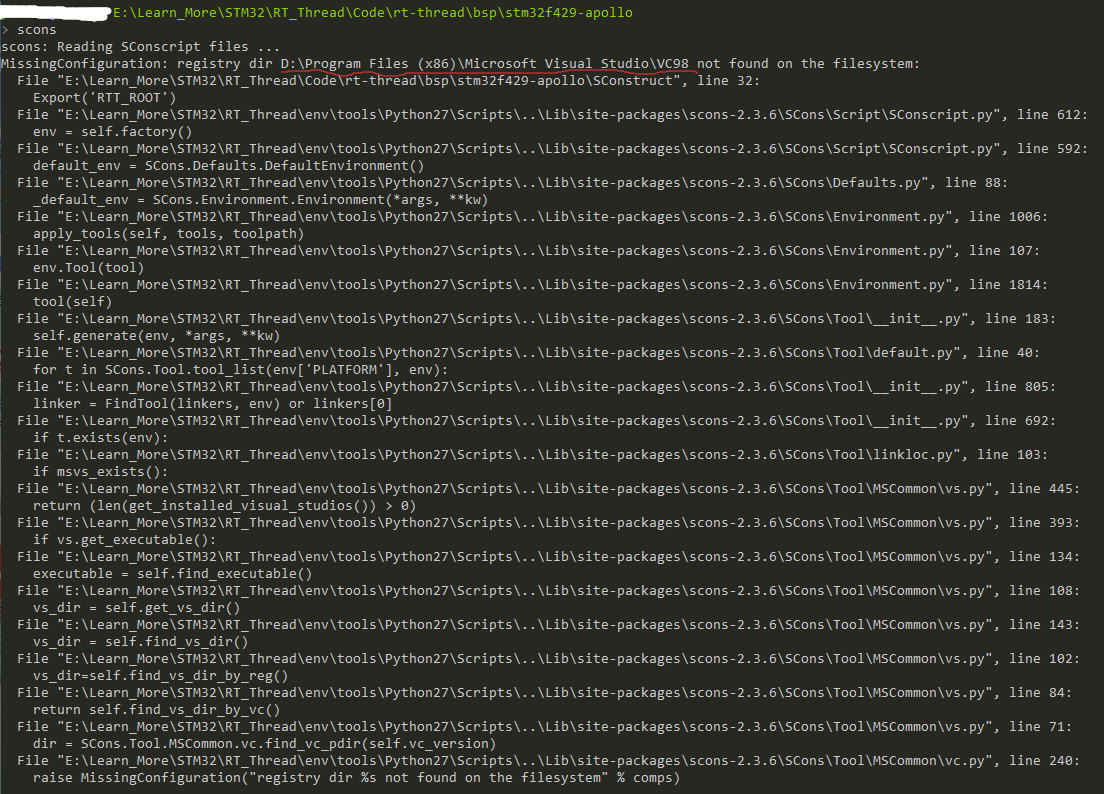 E:\Learn_More\STM32\RT_Thread\Code\rt-thread\bsp\stm32f429-apollo
> scons
scons: Reading SConscript files ...
MissingConfiguration: registry dir D:\Program Files (x86)\Microsoft Visual Studio\VC98 not found on the filesystem:
  File "E:\Learn_More\STM32\RT_Thread\Code\rt-thread\bsp\stm32f429-apollo\SConstruct", line 32:
    Export('RTT_ROOT')
  File "E:\Learn_More\STM32\RT_Thread\env\tools\Python27\Scripts\..\Lib\site-packages\scons-2.3.6\SCons\Script\SConscript.py", line 612:
    env = self.factory()
  File "E:\Learn_More\STM32\RT_Thread\env\tools\Python27\Scripts\..\Lib\site-packages\scons-2.3.6\SCons\Script\SConscript.py", line 592:
    default_env = SCons.Defaults.DefaultEnvironment()
  File "E:\Learn_More\STM32\RT_Thread\env\tools\Python27\Scripts\..\Lib\site-packages\scons-2.3.6\SCons\Defaults.py", line 88:
    _default_env = SCons.Environment.Environment(*args, **kw)
  File "E:\Learn_More\STM32\RT_Thread\env\tools\Python27\Scripts\..\Lib\site-packages\scons-2.3.6\SCons\Environment.py", line 1006:
    apply_tools(self, tools, toolpath)
  File "E:\Learn_More\STM32\RT_Thread\env\tools\Python27\Scripts\..\Lib\site-packages\scons-2.3.6\SCons\Environment.py", line 107:
    env.Tool(tool)
  File "E:\Learn_More\STM32\RT_Thread\env\tools\Python27\Scripts\..\Lib\site-packages\scons-2.3.6\SCons\Environment.py", line 1814:
    tool(self)
  File "E:\Learn_More\STM32\RT_Thread\env\tools\Python27\Scripts\..\Lib\site-packages\scons-2.3.6\SCons\Tool\__init__.py", line 183:
    self.generate(env, *args, **kw)
  File "E:\Learn_More\STM32\RT_Thread\env\tools\Python27\Scripts\..\Lib\site-packages\scons-2.3.6\SCons\Tool\default.py", line 40:
    for t in SCons.Tool.tool_list(env['PLATFORM'], env):
  File "E:\Learn_More\STM32\RT_Thread\env\tools\Python27\Scripts\..\Lib\site-packages\scons-2.3.6\SCons\Tool\__init__.py", line 805:
    linker = FindTool(linkers, env) or linkers[0]
  File "E:\Learn_More\STM32\RT_Thread\env\tools\Python27\Scripts\..\Lib\site-packages\scons-2.3.6\SCons\Tool\__init__.py", line 692:
    if t.exists(env):
  File "E:\Learn_More\STM32\RT_Thread\env\tools\Python27\Scripts\..\Lib\site-packages\scons-2.3.6\SCons\Tool\linkloc.py", line 103:
    if msvs_exists():
  File "E:\Learn_More\STM32\RT_Thread\env\tools\Python27\Scripts\..\Lib\site-packages\scons-2.3.6\SCons\Tool\MSCommon\vs.py", line 445:
    return (len(get_installed_visual_studios()) > 0)
  File "E:\Learn_More\STM32\RT_Thread\env\tools\Python27\Scripts\..\Lib\site-packages\scons-2.3.6\SCons\Tool\MSCommon\vs.py", line 393:
    if vs.get_executable():
  File "E:\Learn_More\STM32\RT_Thread\env\tools\Python27\Scripts\..\Lib\site-packages\scons-2.3.6\SCons\Tool\MSCommon\vs.py", line 134:
    executable = self.find_executable()
  File "E:\Learn_More\STM32\RT_Thread\env\tools\Python27\Scripts\..\Lib\site-packages\scons-2.3.6\SCons\Tool\MSCommon\vs.py", line 108:
    vs_dir = self.get_vs_dir()
  File "E:\Learn_More\STM32\RT_Thread\env\tools\Python27\Scripts\..\Lib\site-packages\scons-2.3.6\SCons\Tool\MSCommon\vs.py", line 143:
    vs_dir = self.find_vs_dir()
  File "E:\Learn_More\STM32\RT_Thread\env\tools\Python27\Scripts\..\Lib\site-packages\scons-2.3.6\SCons\Tool\MSCommon\vs.py", line 102:
    vs_dir=self.find_vs_dir_by_reg()
  File "E:\Learn_More\STM32\RT_Thread\env\tools\Python27\Scripts\..\Lib\site-packages\scons-2.3.6\SCons\Tool\MSCommon\vs.py", line 84:
    return self.find_vs_dir_by_vc()
  File "E:\Learn_More\STM32\RT_Thread\env\tools\Python27\Scripts\..\Lib\site-packages\scons-2.3.6\SCons\Tool\MSCommon\vs.py", line 71:
    dir = SCons.Tool.MSCommon.vc.find_vc_pdir(self.vc_version)
  File "E:\Learn_More\STM32\RT_Thread\env\tools\Python27\Scripts\..\Lib\site-packages\scons-2.3.6\SCons\Tool\MSCommon\vc.py", line 240:
    raise MissingConfiguration("registry dir %s not found on the filesystem" % comps)